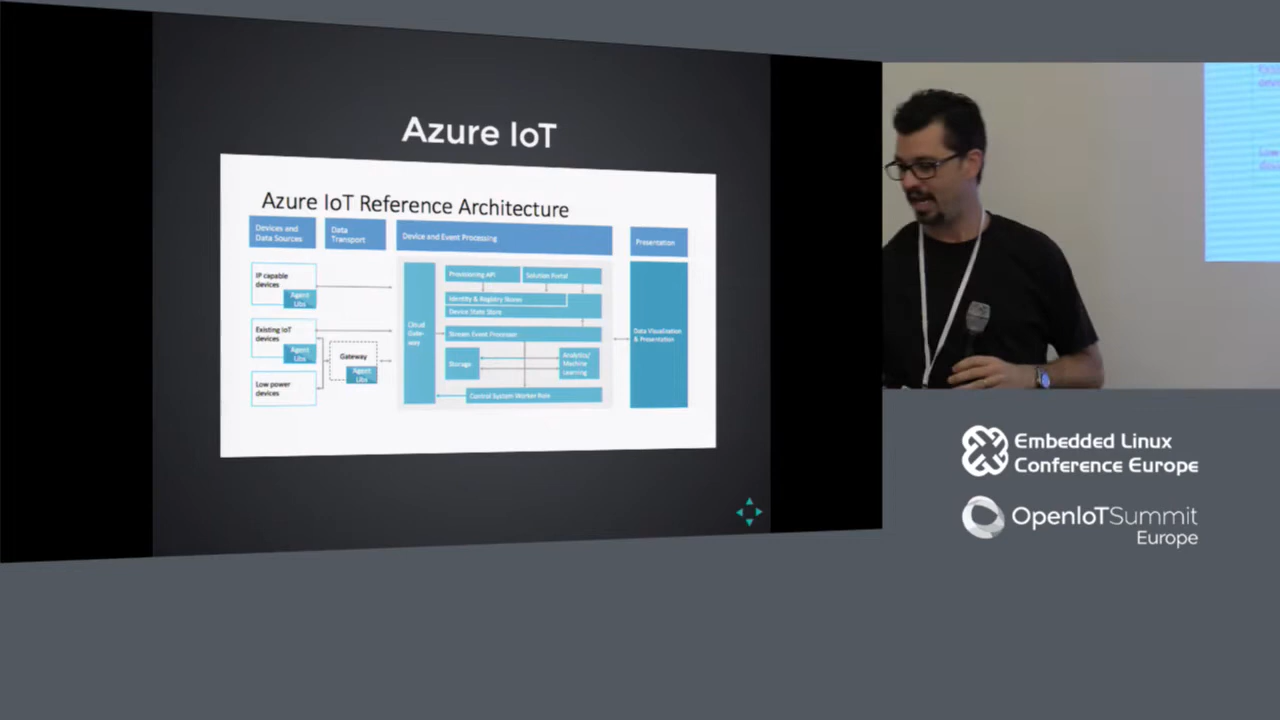 Azure IoT
Azure IoT Reference Architecture
Devices and
Data Sources
Data
Transport
Device and Event Processing
Presentation
IP capable
devices
Agent
Libs
Existing IoT
devices
Agent
Libs
Low power
devices
Gateway
Agent
Libs
Cloud
Gate-
way
Provisioning API
Solution Portal
Identity & Registry Stores
Device State Store
Stream Event Processor
Storage
Analytics/
Machine
Learning
Control System Worker Role
Data Visualization
& Presentation
Embedded Linux
Conference Europe
OpenIoTSummit
Europe